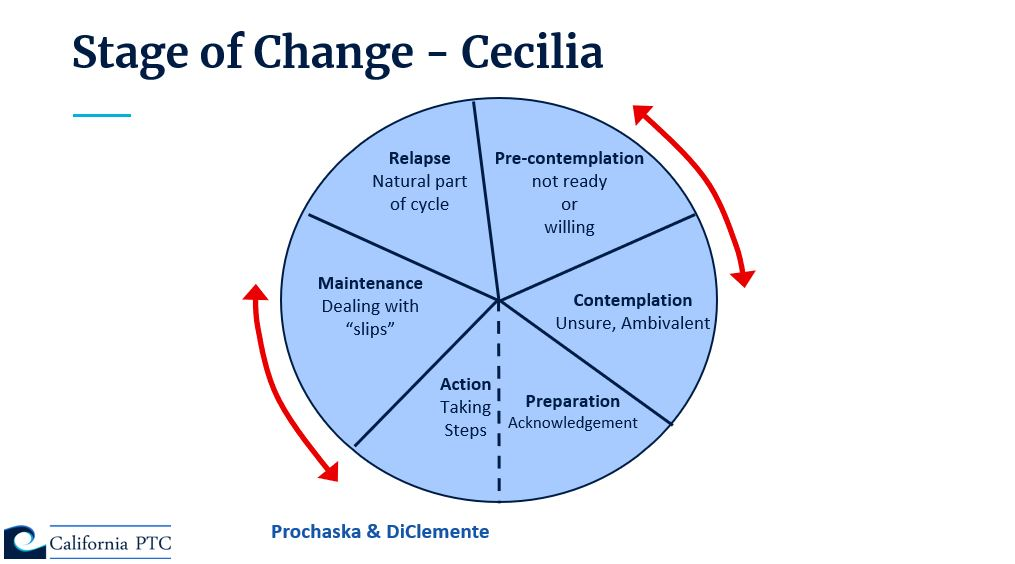 Stage of Change - Cecilia
Relapse
Natural part
of cycle
Pre-contemplation
not ready
or
willing
Maintenance
Dealing with
“slips”
Contemplation
Unsure, Ambivalent
Action
Taking
Steps
Preparation
Acknowledgement
Prochaska & DiClemente
California PTC